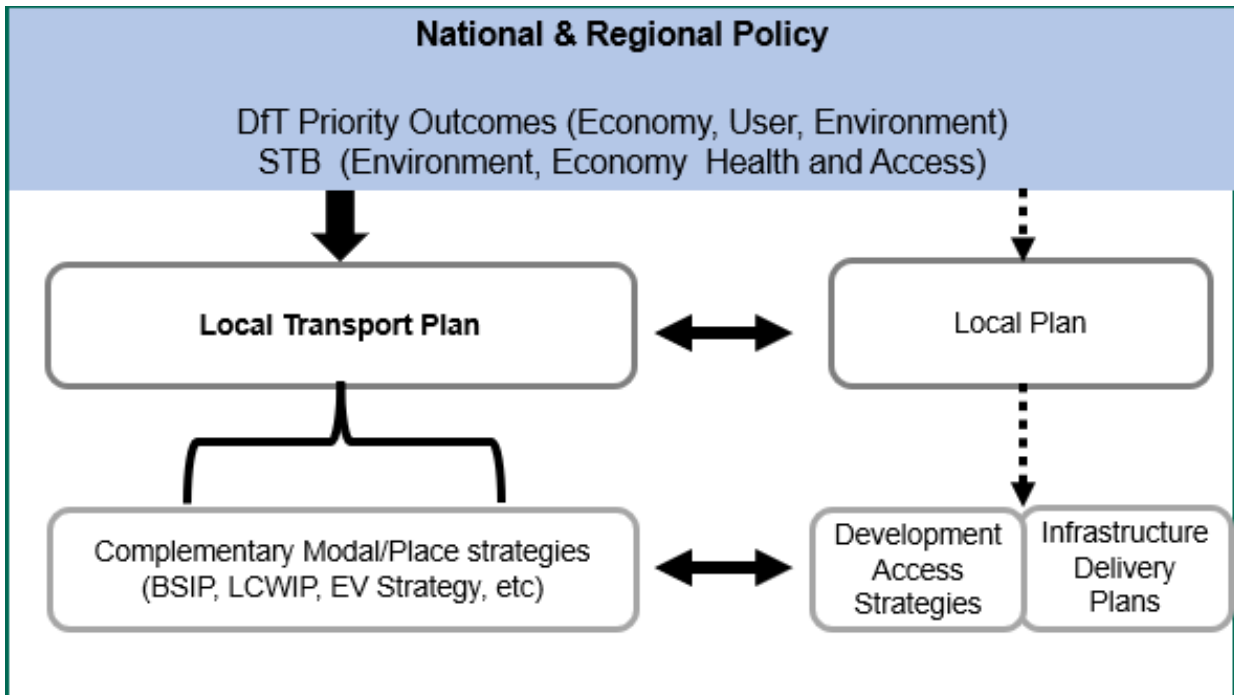 National & Regional Policy
DfT Priority Outcomes (Economy, User, Environment)
STB (Environment, Economy Health and Access)
Local Transport Plan
Local Plan
Complementary Modal/Place strategies
(BSIP, LCWIP, EV Strategy, etc)
Development
Access
Strategies
Infrastructure
Delivery
Plans